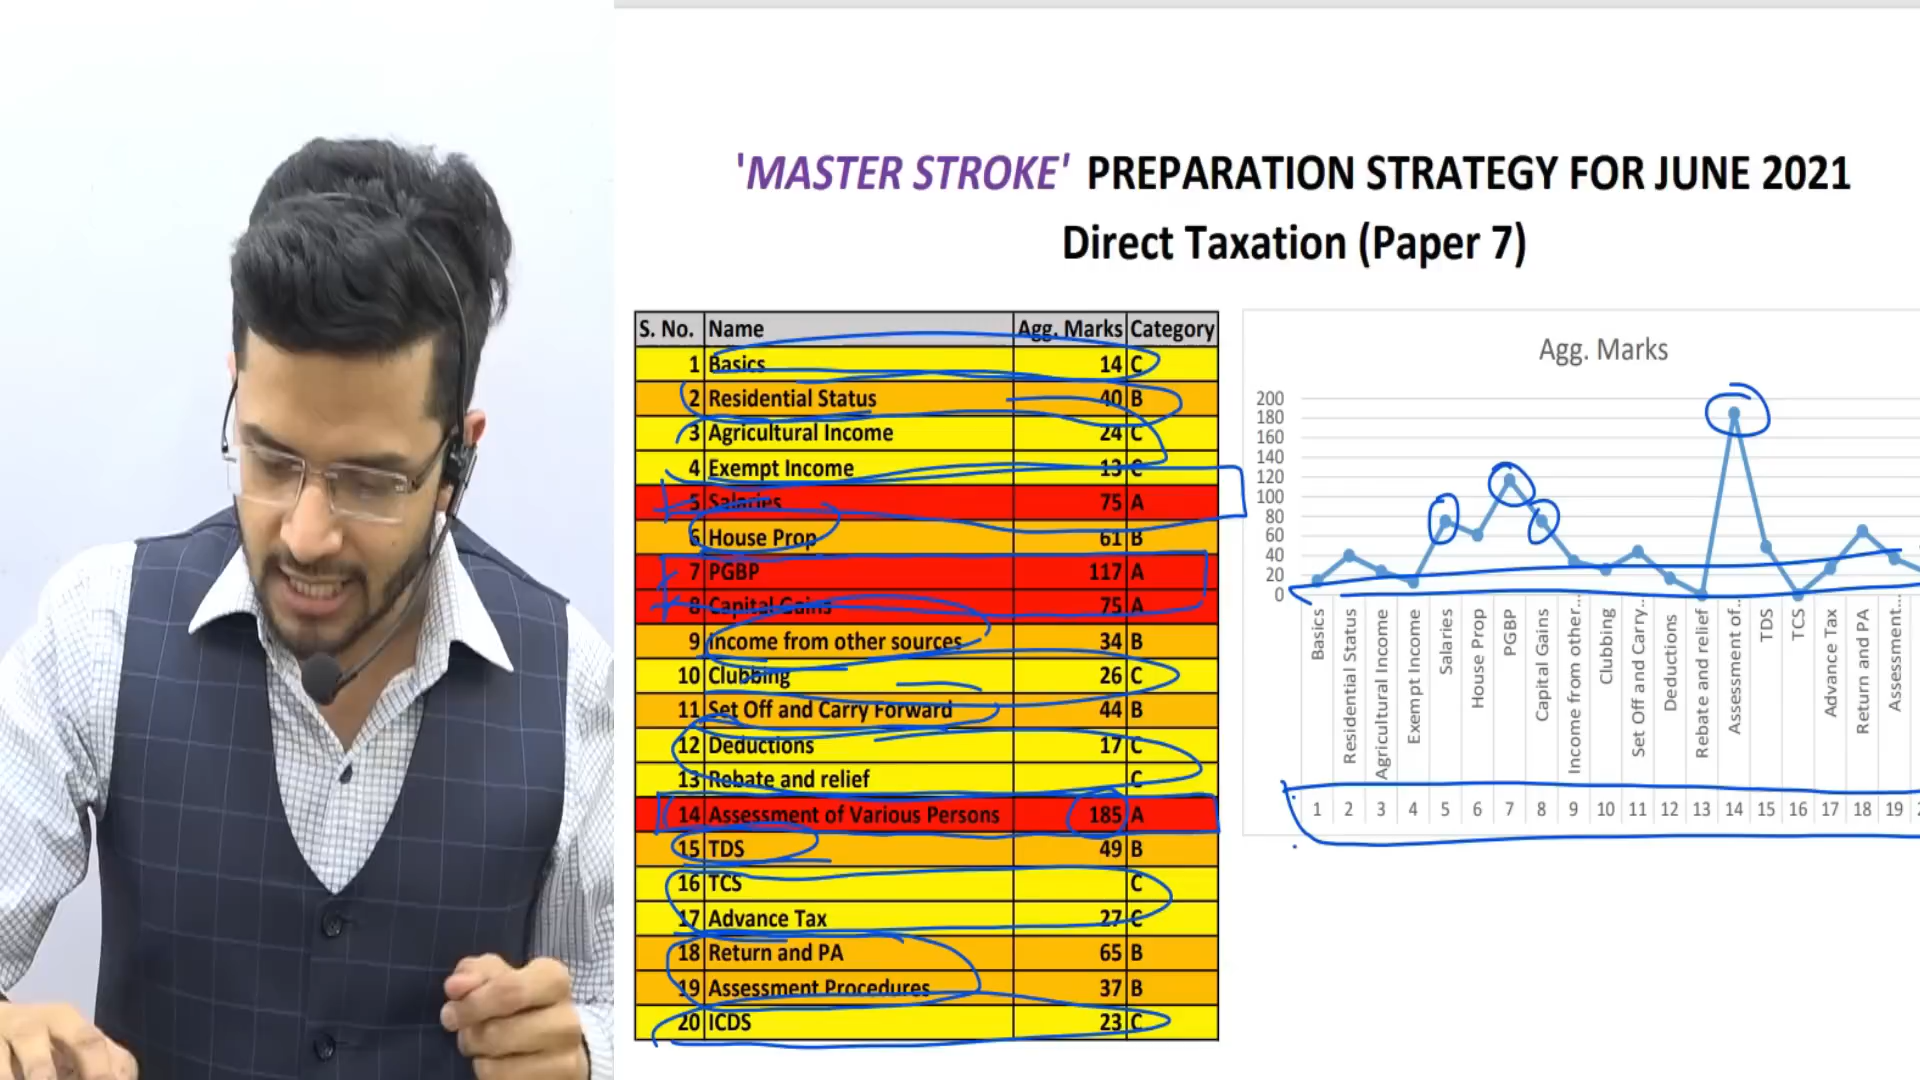 'MASTER STROKE' PREPARATION STRATEGY FOR JUNE 2021
Direct Taxation (Paper 7)
S. No. Name Agg. Marks Category
1 Basics 14 C
2 Residential Status 40 B
3 Agricultural Income 24 C
4 Exempt Income 13 C
5 Salaries 75 A
6 House Prop 61 B
7 PGBP 117 A
8 Capital Gains 75 A
9 Income from other sources 34 B
10 Clubbing 26 C
11 Set Off and Carry Forward 44 B
12 Deductions 17 C
13 Rebate and relief C
14 Assessment of Various Persons 185 A
15 TDS 49 B
16 TCS C
17 Advance Tax 27 C
18 Return and PA 65 B
19 Assessment Procedures 37 B
20 ICDS 23 C
Agg. Marks
200
180
160
140
120
100
80
60
40
20
0
Basics
Residential Status
Agricultural Income
Exempt Income
Salaries
House Prop
PGBP
Capital Gains
Income from other…
Clubbing
Set Off and Carry…
Deductions
Rebate and relief
Assessment of…
TDS
TCS
Advance Tax
Return and PA
Assessment…
1 2 3 4 5 6 7 8 9 10 11 12 13 14 15 16 17 18 19